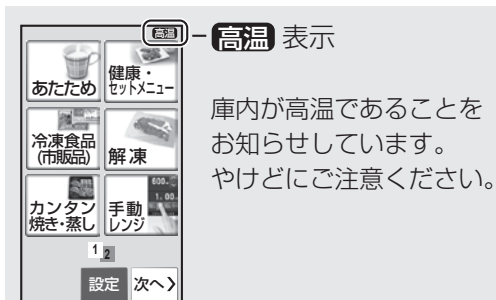 高温
高温 表示
あたため
健康・
セットメニュー
冷凍食品
(市販品)
解凍
カンタン
焼き・蒸し
手動
レンジ
600.
1.00.
1 2
設定
次へ
庫内が高温であることを
お知らせしています。
やけどにご注意ください。